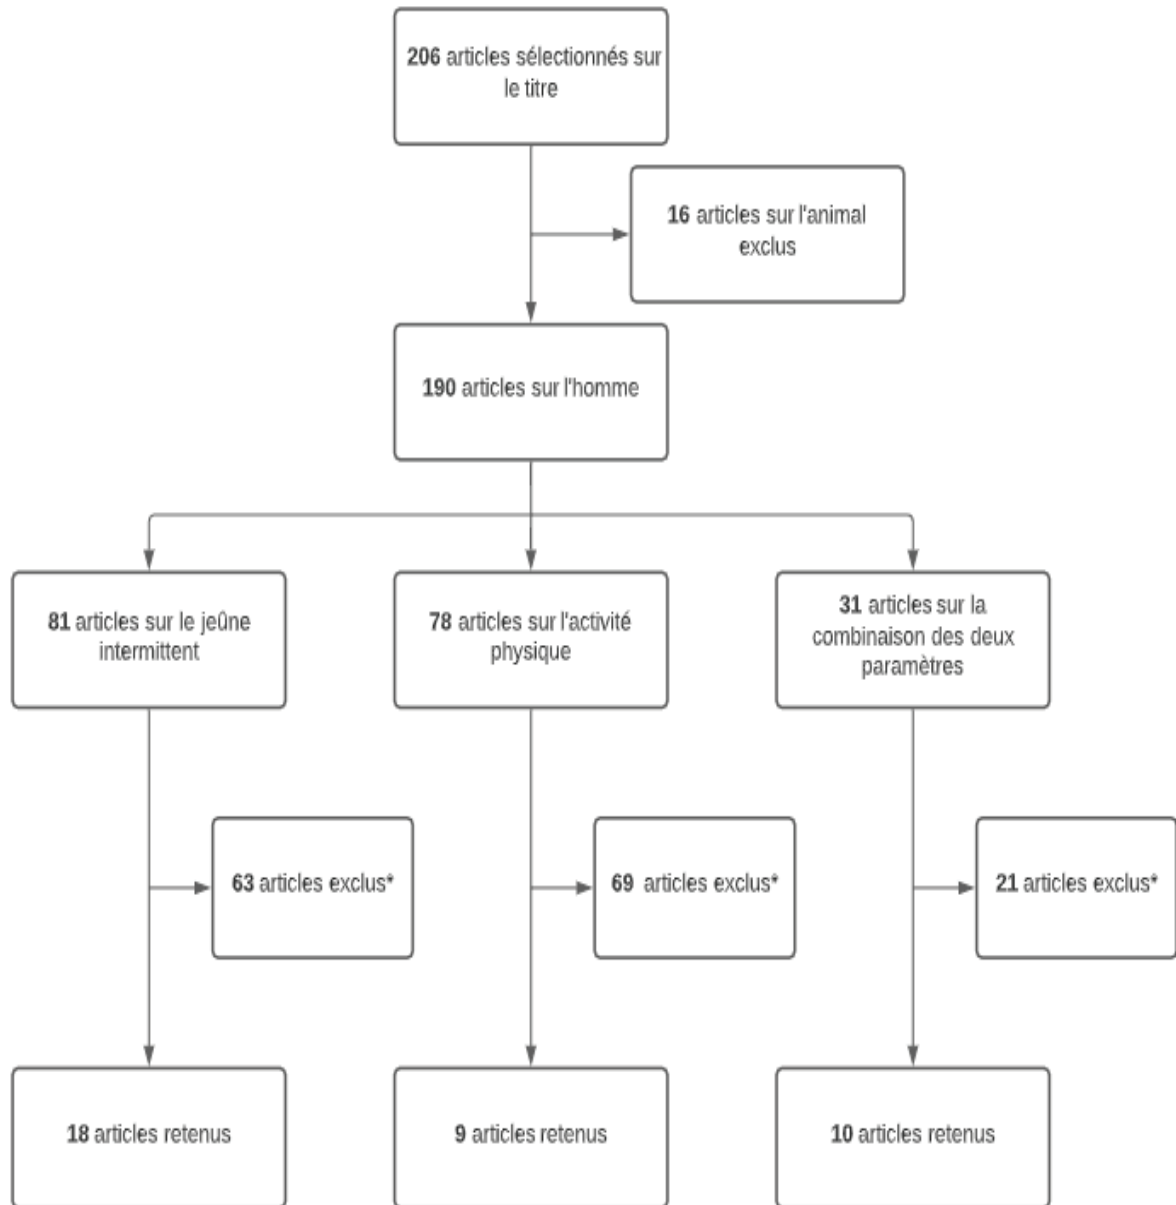 206 articles sélectionnés sur
le titre
16 articles sur l'animal
exclus
190 articles sur l'homme
81 articles sur le jeûne
intermittent
78 articles sur l'activité
physique
31 articles sur la
combinaison des deux
paramètres
63 articles exclus*
69 articles exclus*
21 articles exclus*
18 articles retenus
9 articles retenus
10 articles retenus